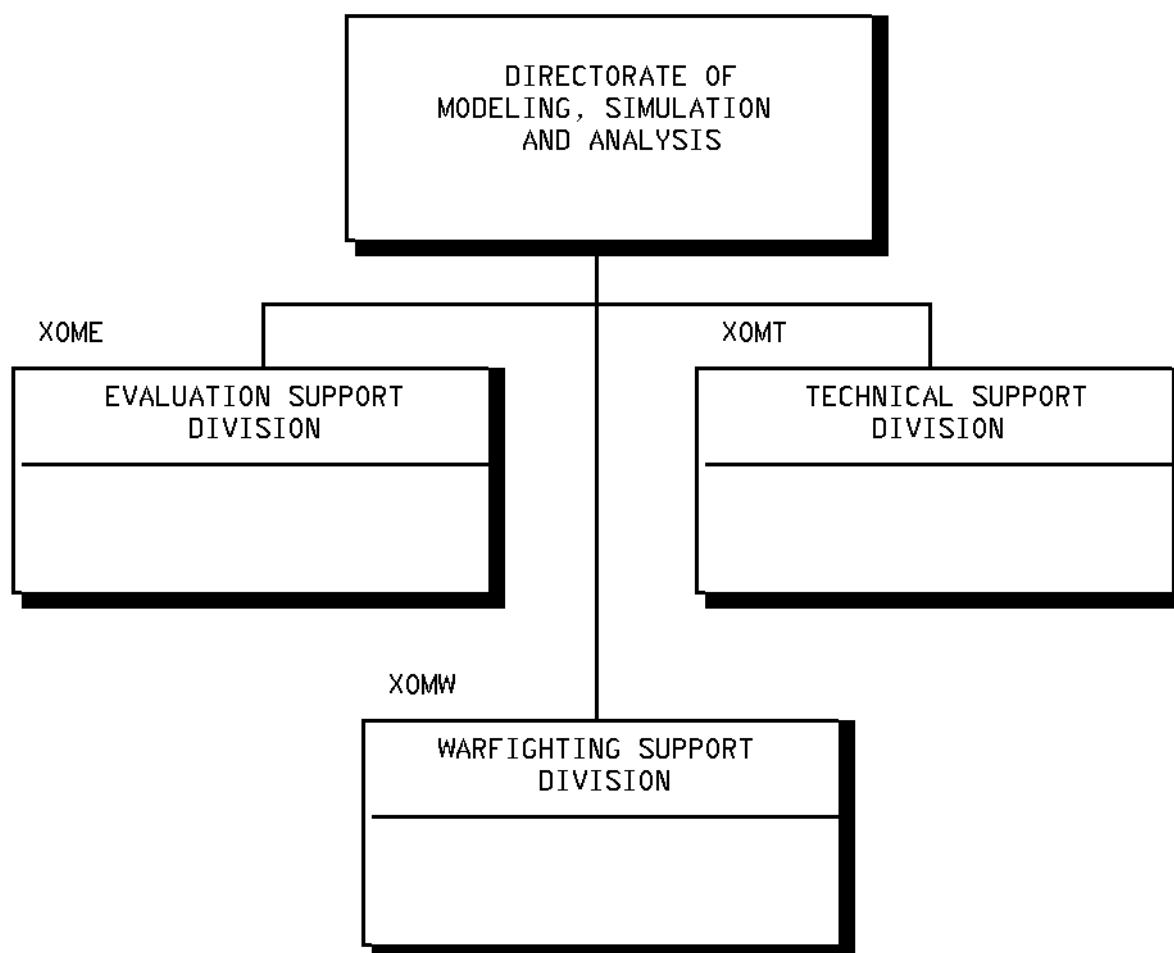 DIRECTORATE OF
MODELING, SIMULATION
AND ANALYSIS
XOME
EVALUATION SUPPORT
DIVISION
XOMT
TECHNICAL SUPPORT
DIVISION
XOMW
WARFIGHTING SUPPORT
DIVISION